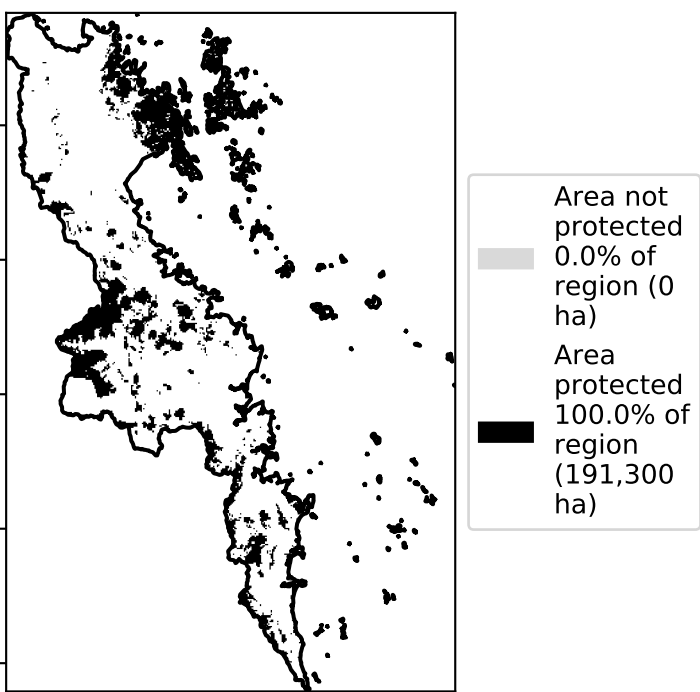 Area not
protected
0.0% of
region (0
ha)
Area
protected
100.0% of
region
(191,300
ha)